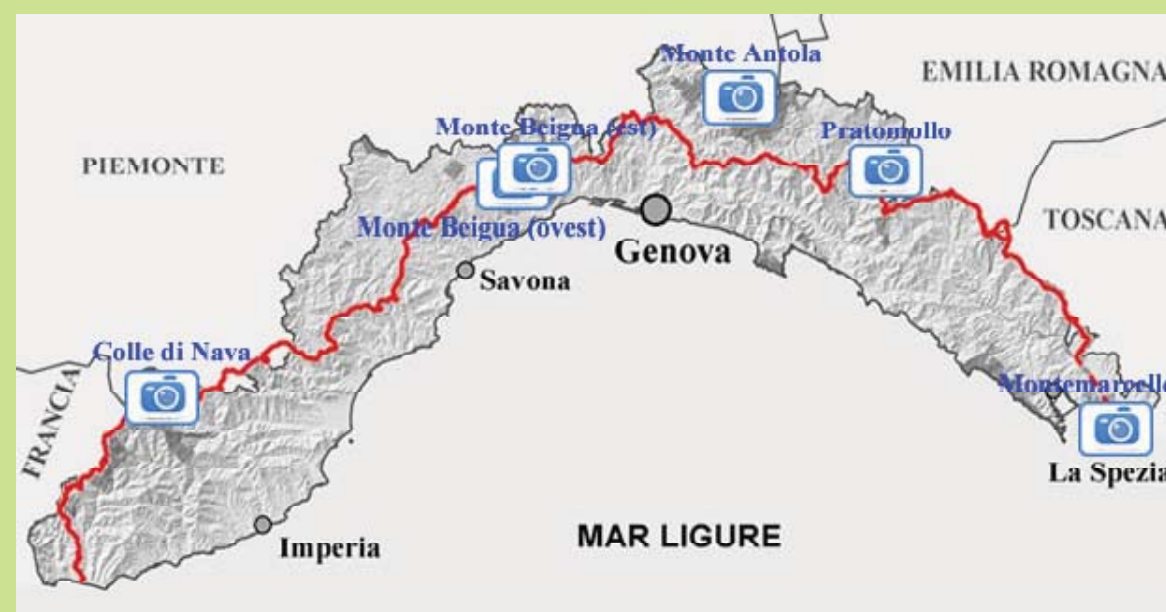 Monte Antola
EMILIA ROMAGNA
Monte Beigua (est)
Pratomollo
PIEMONTE
TOSCANA
Monte Beigua (ovest)
Genova
Savona
Colle di Nava
FRANCIA
Montemarcello
La Spezia
MAR LIGURE
Imperia